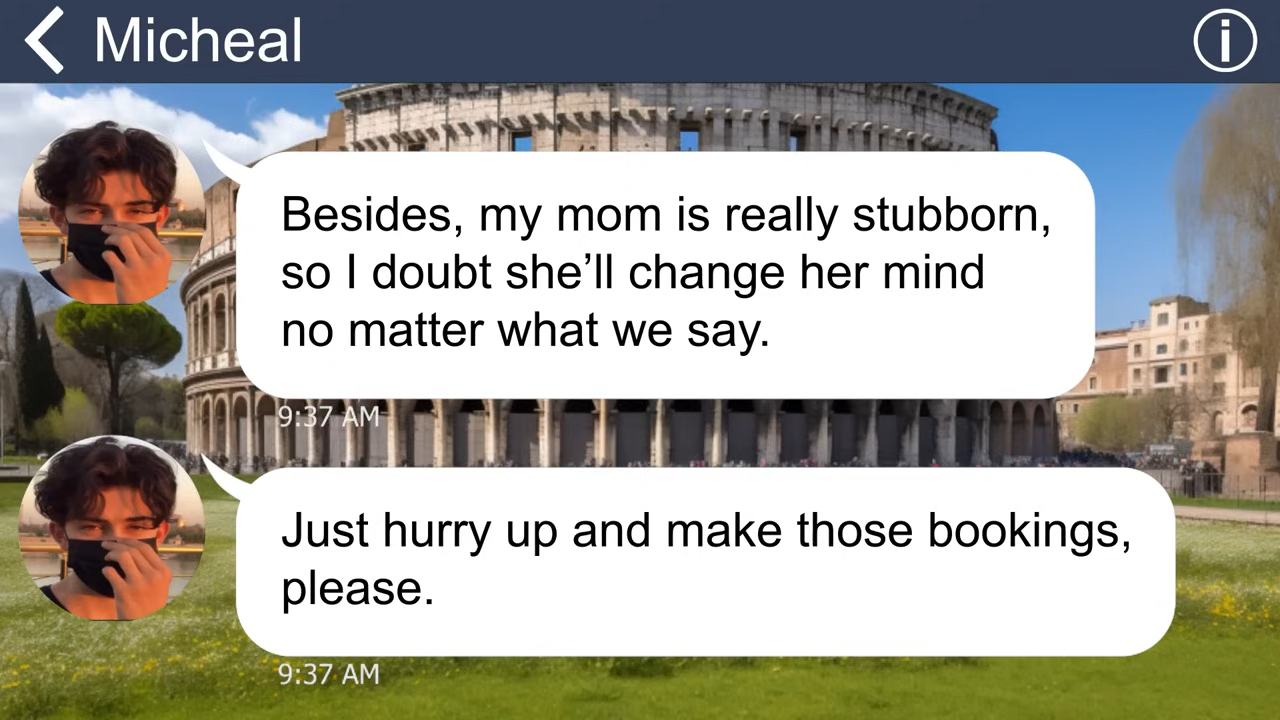 Micheal
Besides, my mom is really stubborn,
so I doubt she’ll change her mind
no matter what we say.
9:37 AM
Just hurry up and make those bookings,
please.
9:37 AM